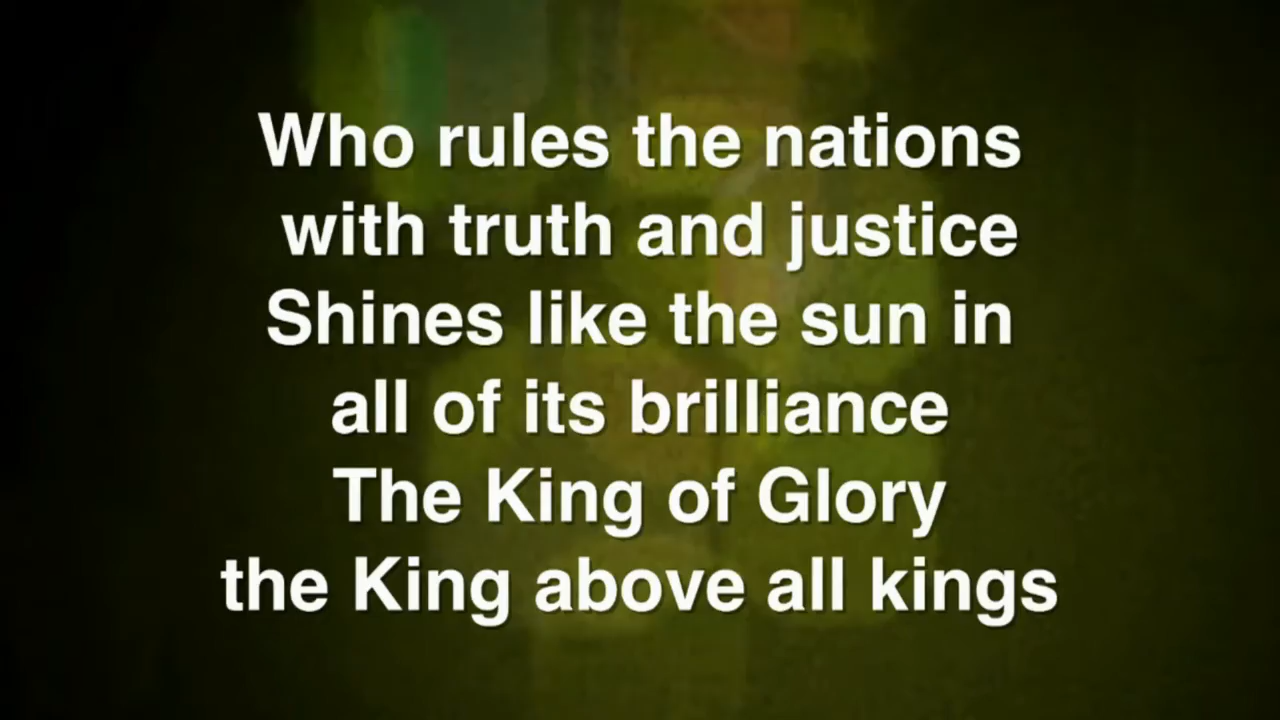 Who rules the nations
with truth and justice
Shines like the sun in
all of its brilliance
The King of Glory
the King above all kings